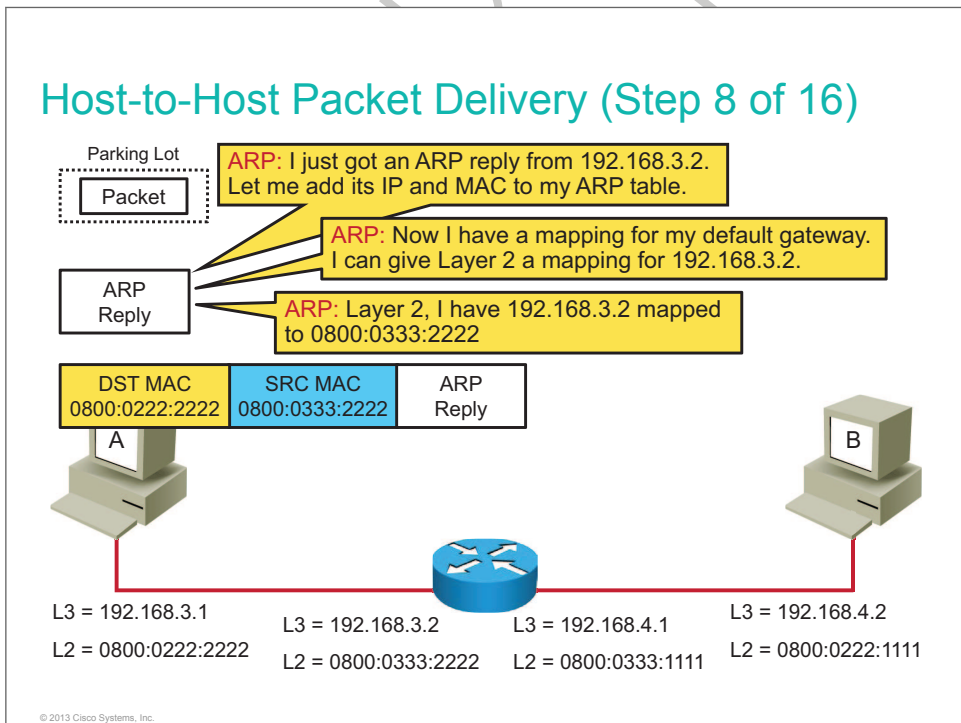 Host-to-Host Packet Delivery (Step 8 of 16)
Parking Lot
Packet
ARP: I just got an ARP reply from 192.168.3.2.
Let me add its IP and MAC to my ARP table.
ARP: Now I have a mapping for my default gateway.
I can give Layer 2 a mapping for 192.168.3.2.
ARP
Reply
ARP: Layer 2, I have 192.168.3.2 mapped
to 0800:0333:2222
DST MAC
0800:0222:2222
SRC MAC
0800:0333:2222
ARP
Reply
A
B
L3 = 192.168.3.1
L2 = 0800:0222:2222
L3 = 192.168.3.2
L2 = 0800:0333:2222
L3 = 192.168.4.1
L2 = 0800:0333:1111
L3 = 192.168.4.2
L2 = 0800:0222:1111
© 2013 Cisco Systems, Inc.